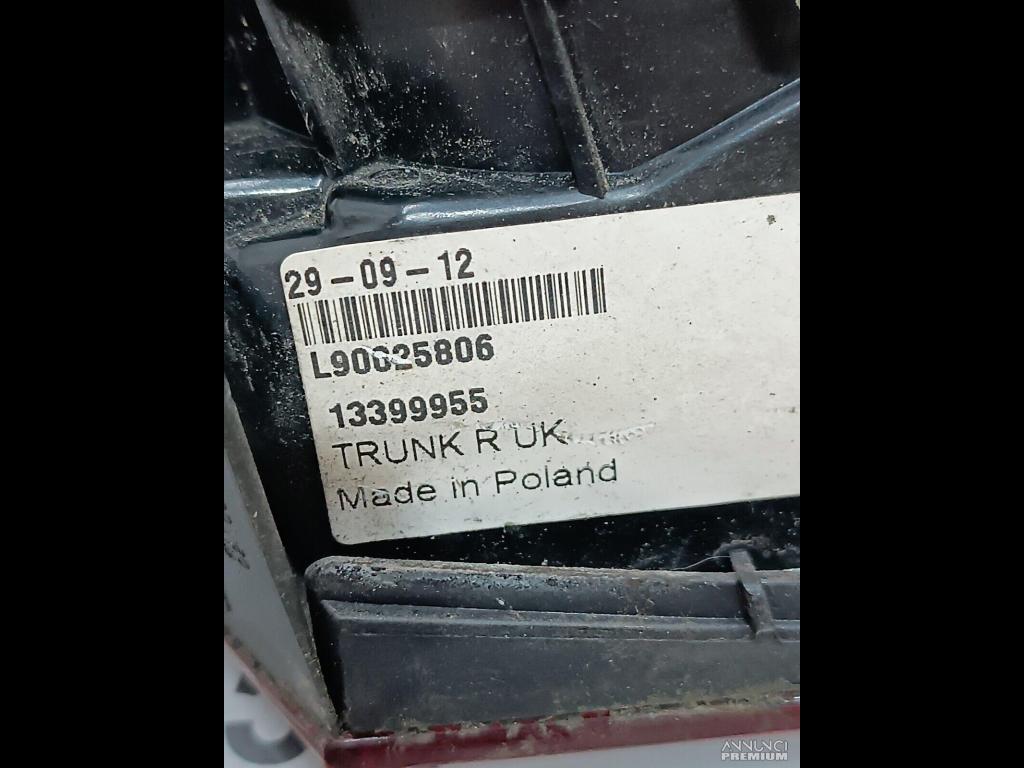 29-09-12
L90025806
13399955
TRUNK R UK
Made in Poland
ANNUNCI
PREMIUM